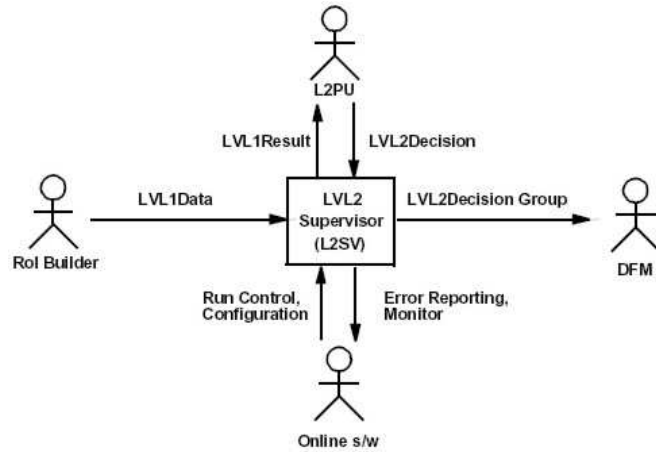 L2PU
LVL1Result
LVL2Decision
LVL1Data
LVL2
Supervisor
(L2SV)
LVL2Decision Group
RoI Builder
DFM
Run Control,
Configuration
Error Reporting,
Monitor
Online s/w